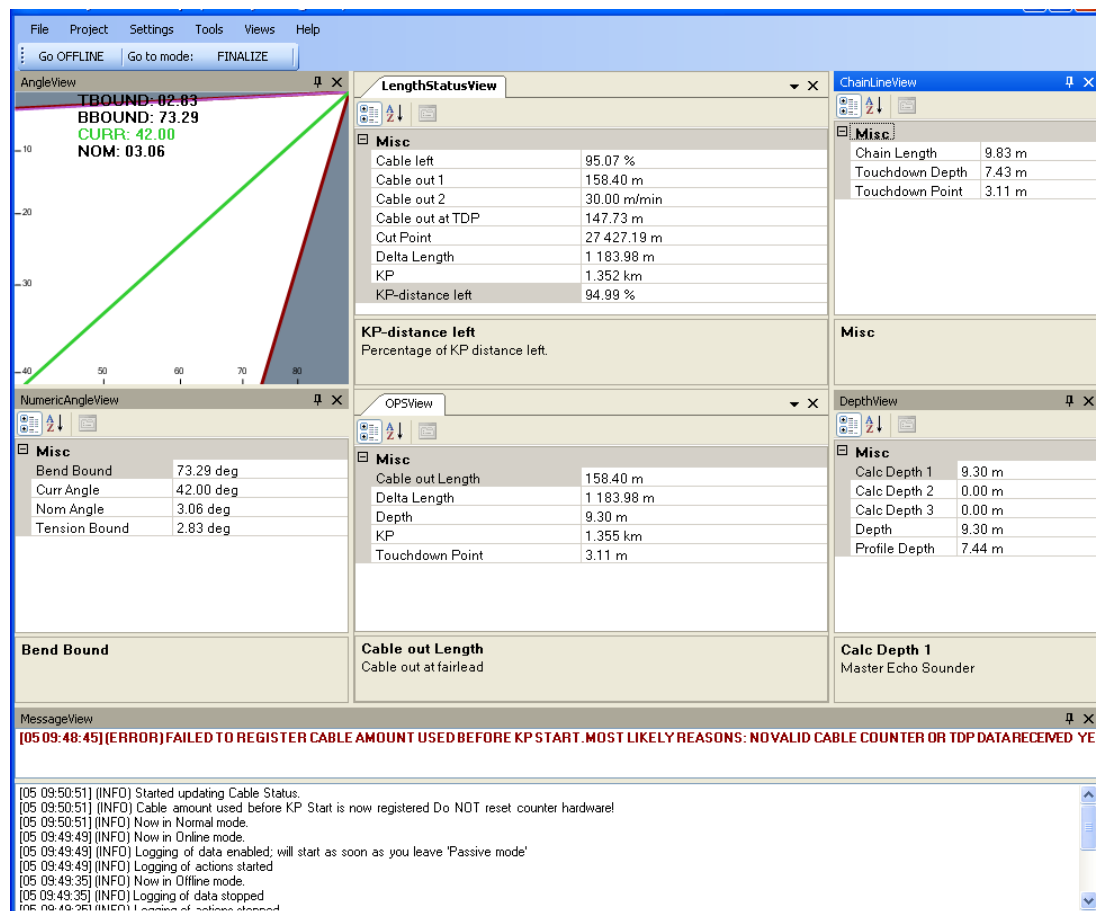 File Project Settings Tools Views Help
Go OFFLINE Go to mode: FINALIZE
AngleView
TBOUND: 02.83
BBOUND: 73.29
CURR: 42.00
NOM: 03.06
10
20
30
40 50 60 70 80
LengthStatusView
Misc
Cable left 95.07 %
Cable out 1 158.40 m
Cable out 2 30.00 m/min
Cable out at TDP 147.73 m
Cut Point 27 427.19 m
Delta Length 1 183.98 m
KP 1.352 km
KP-distance left 94.99 %
KP-distance left
Percentage of KP distance left.
ChainLineView
Misc
Chain Length 9.83 m
Touchdown Depth 7.43 m
Touchdown Point 3.11 m
Misc
NumericAngleView
Misc
Bend Bound 73.29 deg
Curr Angle 42.00 deg
Nom Angle 3.06 deg
Tension Bound 2.83 deg
Bend Bound
OPSView
Misc
Cable out Length 158.40 m
Delta Length 1 183.98 m
Depth 9.30 m
KP 1.355 km
Touchdown Point 3.11 m
Cable out Length
Cable out at fairlead
DepthView
Misc
Calc Depth 1 9.30 m
Calc Depth 2 0.00 m
Calc Depth 3 0.00 m
Depth 9.30 m
Profile Depth 7.44 m
Calc Depth 1
Master Echo Sounder
MessageView
[05 09:48:45] (ERROR) FAILED TO REGISTER CABLE AMOUNT USED BEFORE KP START. MOST LIKELY REASONS: NO VALID CABLE COUNTER OR TDP DATA RECEIVED YE
[05 09:50:51] (INFO) Started updating Cable Status.
[05 09:50:51] (INFO) Cable amount used before KP Start is now registered Do NOT reset counter hardware!
[05 09:50:51] (INFO) Now in Normal mode.
[05 09:49:49] (INFO) Now in Online mode.
[05 09:49:49] (INFO) Logging of data enabled; will start as soon as you leave 'Passive mode'
[05 09:49:49] (INFO) Logging of actions started
[05 09:49:35] (INFO) Now in Offline mode.
[05 09:49:35] (INFO) Logging of data stopped
[05 09:49:35] (INFO) Logging of actions stopped